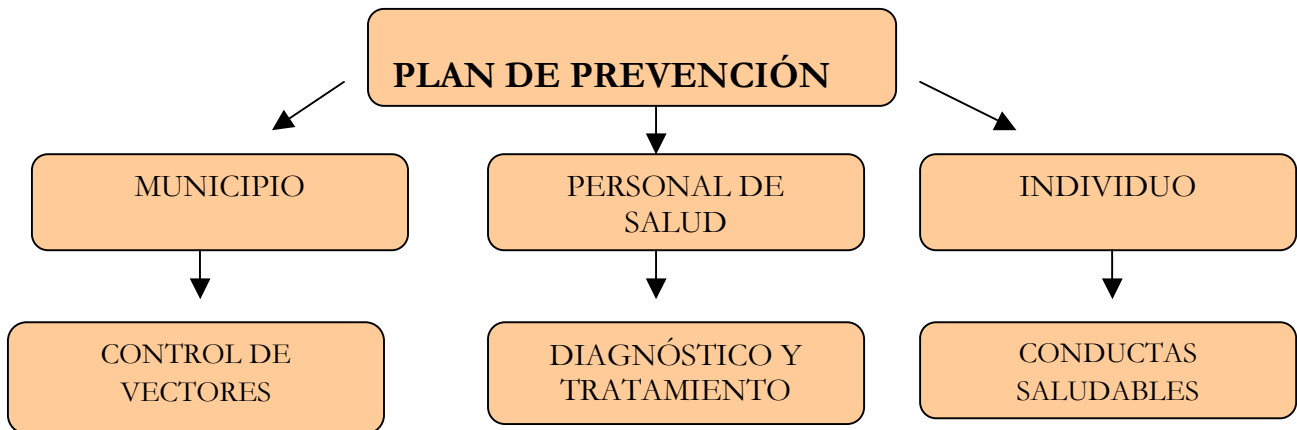 PLAN DE PREVENCIÓN
MUNICIPIO
PERSONAL DE
SALUD
INDIVIDUO
CONTROL DE
VECTORES
DIAGNÓSTICO Y
TRATAMIENTO
CONDUCTAS
SALUDABLES